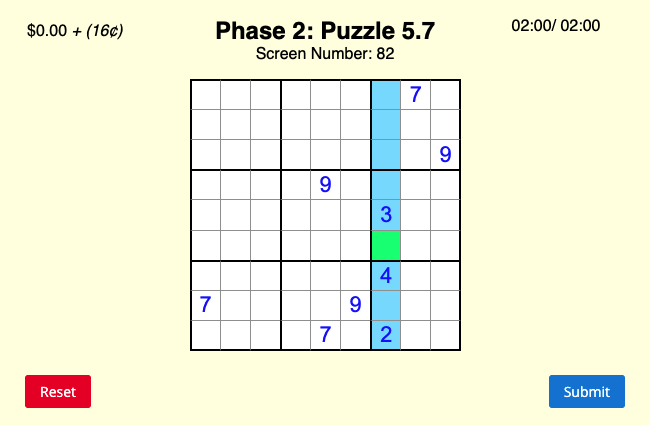 $0.00 + (16¢)
Phase 2: Puzzle 5.7
02:00/ 02:00
Screen Number: 82
7
9
9
3
4
7 9
7 2
Reset
Submit